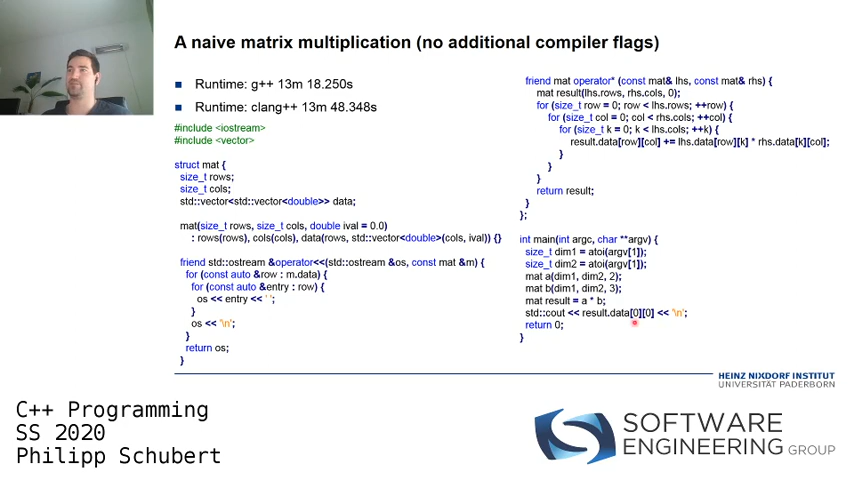 A naive matrix multiplication (no additional compiler flags)
Runtime: g++ 13m 18.250s
Runtime: clang++ 13m 48.348s
#include <iostream>
#include <vector>
struct mat {
size_t rows;
size_t cols;
std::vector<std::vector<double>> data;
mat(size_t rows, size_t cols, double ival = 0.0)
: rows(rows), cols(cols), data(rows, std::vector<double>(cols, ival)) {}
friend std::ostream &operator<<(std::ostream &os, const mat &m) {
for (const auto &row : m.data) {
for (const auto &entry : row) {
os << entry << ' ';
}
os << '\n';
}
return os;
}
friend mat operator* (const mat& lhs, const mat& rhs) {
mat result(lhs.rows, rhs.cols, 0);
for (size_t row = 0; row < lhs.rows; ++row) {
for (size_t col = 0; col < rhs.cols; ++col) {
for (size_t k = 0; k < lhs.cols; ++k) {
result.data[row][col] += lhs.data[row][k] * rhs.data[k][col];
}
}
}
return result;
}
};
int main(int argc, char **argv) {
size_t dim1 = atoi(argv[1]);
size_t dim2 = atoi(argv[1]);
mat a(dim1, dim2, 2);
mat b(dim1, dim2, 3);
mat result = a * b;
std::cout << result.data[0][0] << '\n';
return 0;
}
HEINZ NIXDORF INSTITUT
UNIVERSITÄT PADERBORN
C++ Programming
SS 2020
Philipp Schubert
SOFTWARE
ENGINEERING GROUP